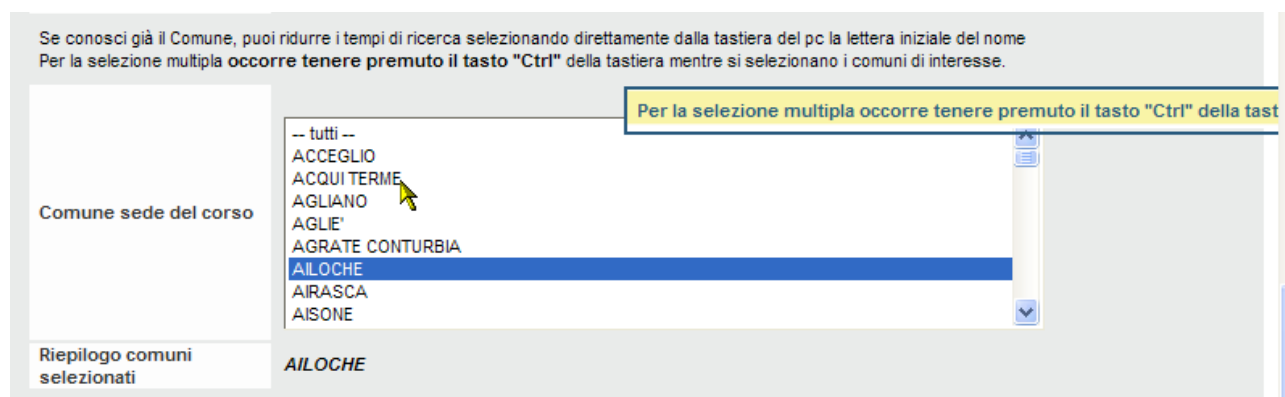 Se conosci già il Comune, puoi ridurre i tempi di ricerca selezionando direttamente dalla tastiera del pc la lettera iniziale del nome
Per la selezione multipla occorre tenere premuto il tasto "Ctrl" della tastiera mentre si selezionano i comuni di interesse.
Per la selezione multipla occorre tenere premuto il tasto "Ctrl" della tast
Comune sede del corso
-- tutti --
ACCEGLIO
ACQUI TERME
AGLIANO
AGLIE'
AGRATE CONTURBIA
AILOCHE
AIRASCA
AISONE
Riepilogo comuni
selezionati
AILOCHE